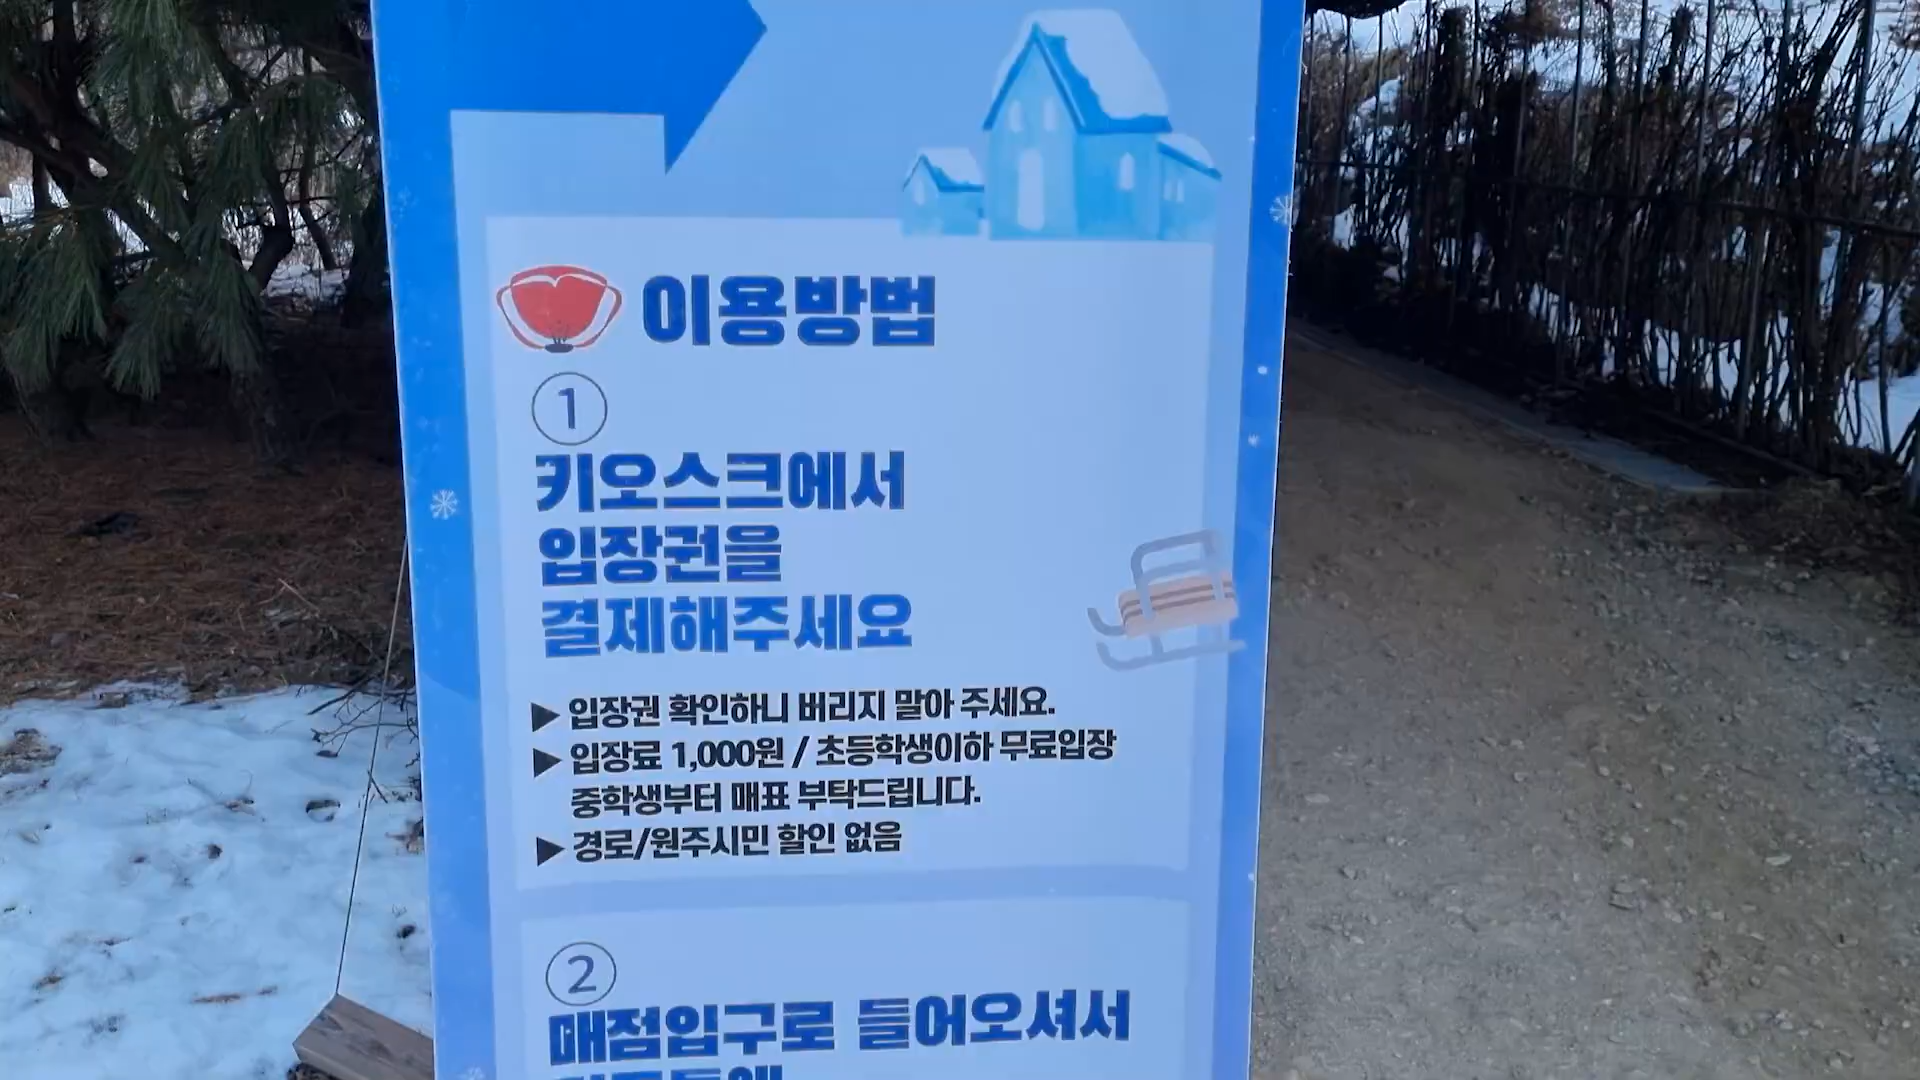 이용방법
1
키오스크에서
입장권을
결제해주세요
▶ 입장권 확인하니 버리지 말아 주세요.
▶ 입장료 1,000원 / 초등학생이하 무료입장
중학생부터 매표 부탁드립니다.
▶ 경로/원주시민 할인 없음
2
매점입구로 들어오셔서